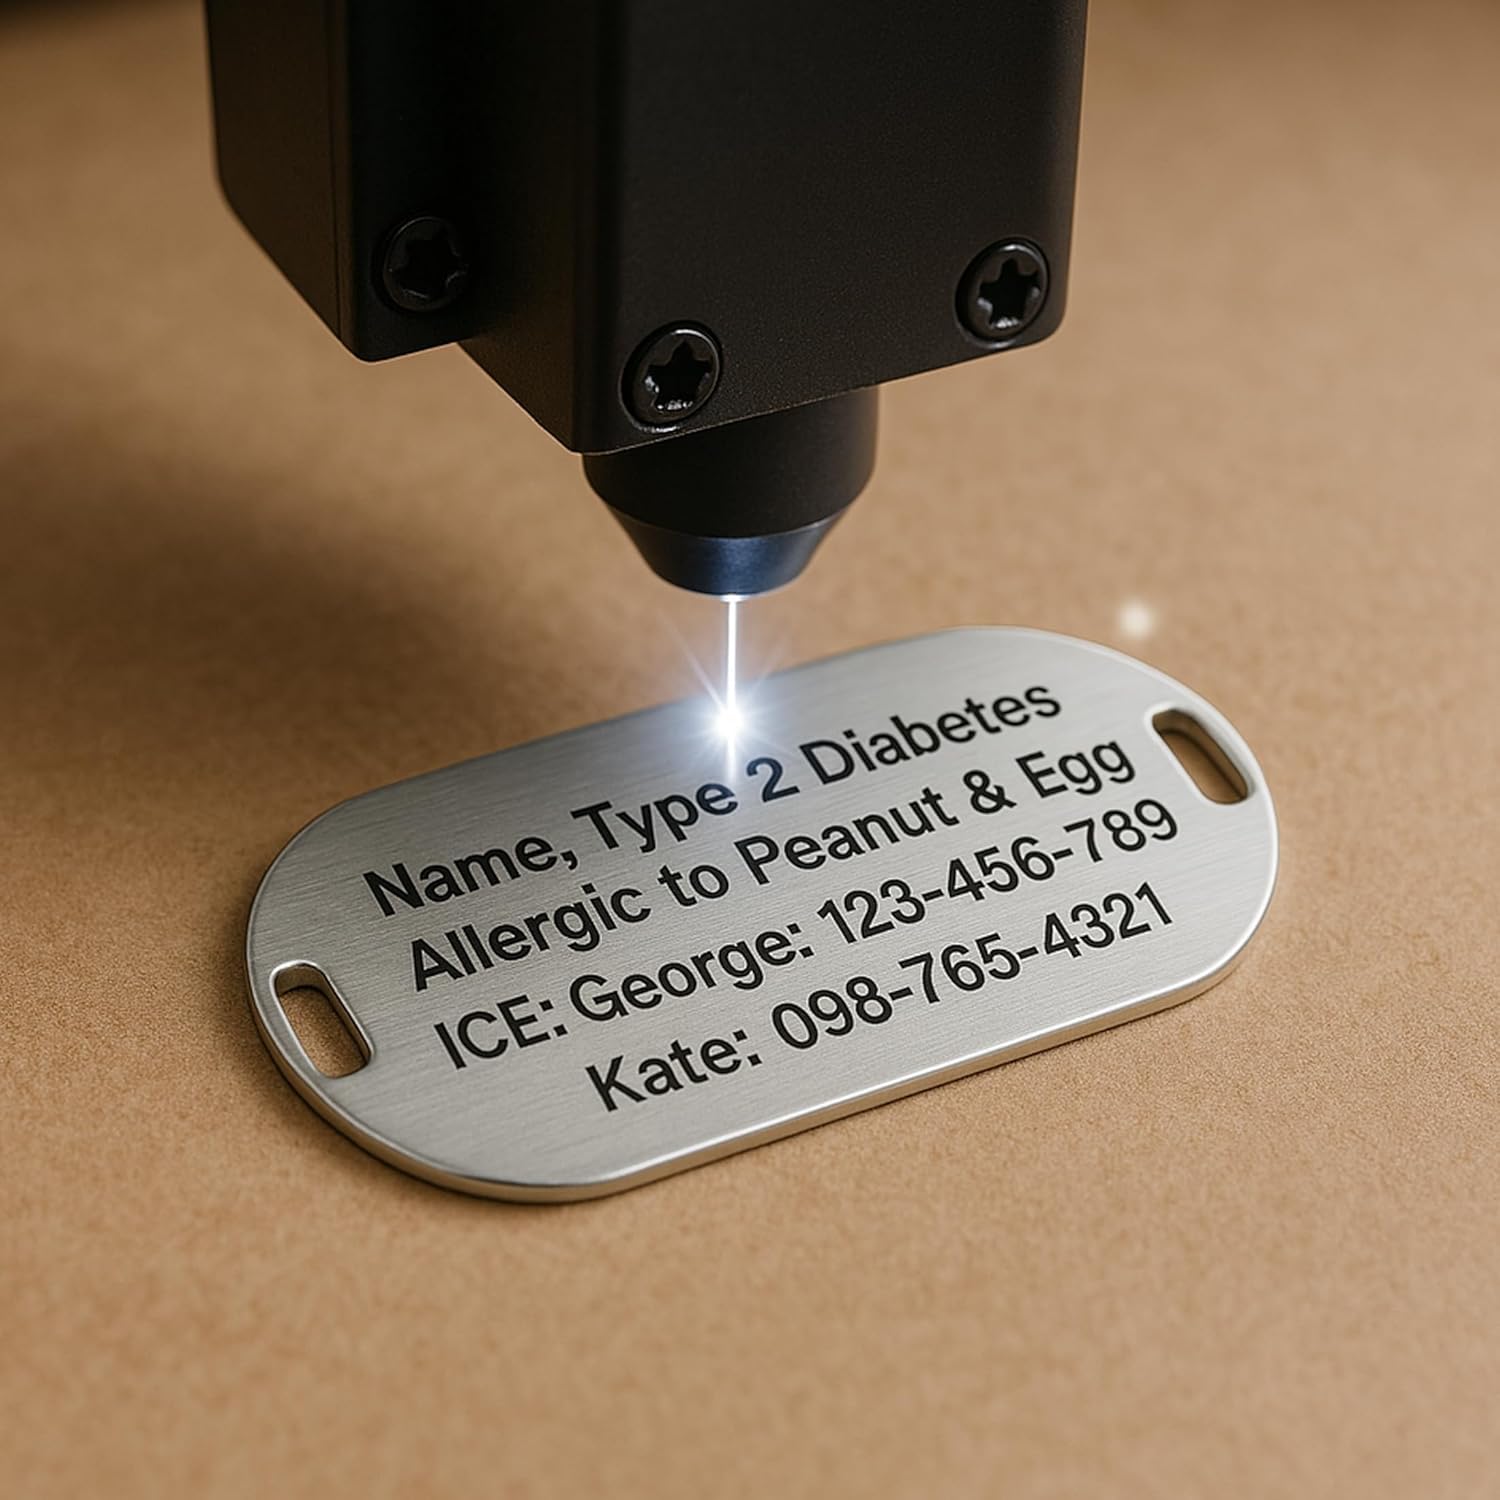 Name, Type 2 Diabetes
Allergic to Peanut & Egg
ICE: George: 123-456-789
Kate: 098-765-4321